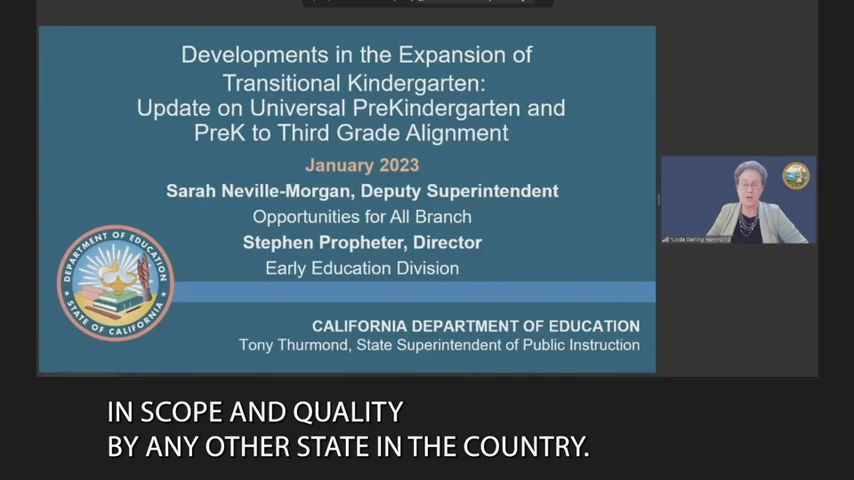 Developments in the Expansion of
Transitional Kindergarten:
Update on Universal PreKindergarten and
PreK to Third Grade Alignment
January 2023
Sarah Neville-Morgan, Deputy Superintendent
Opportunities for All Branch
Stephen Propheter, Director
Early Education Division
DEPARTMENT OF EDUCATION
STATE OF CALIFORNIA
CALIFORNIA DEPARTMENT OF EDUCATION
Tony Thurmond, State Superintendent of Public Instruction
*Linda Darling Hammond
IN SCOPE AND QUALITY
BY ANY OTHER STATE IN THE COUNTRY.